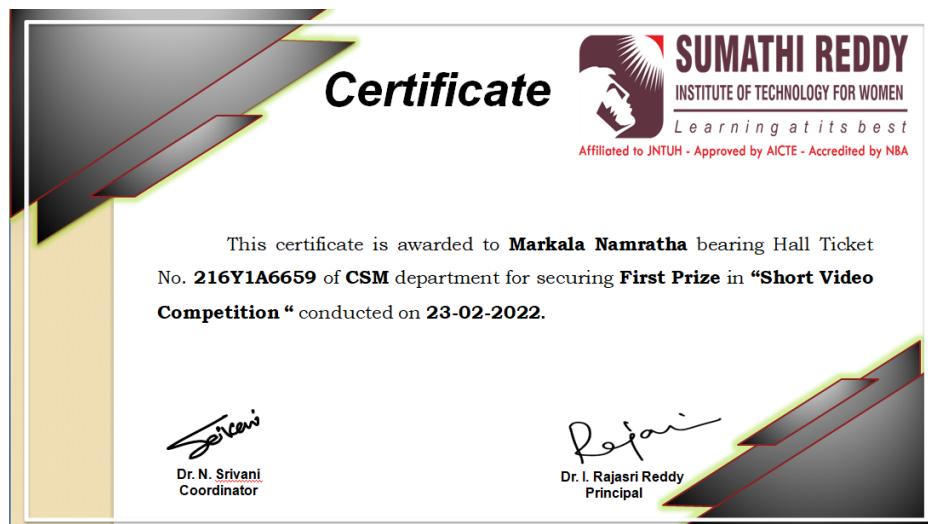 Certificate
SUMATHI REDDY
INSTITUTE OF TECHNOLOGY FOR WOMEN
Learning at its best
Affiliated to JNTUH - Approved by AICTE - Accredited by NBA
This certificate is awarded to Markala Namratha bearing Hall Ticket
No. 216Y1A6659 of CSM department for securing First Prize in “Short Video
Competition “ conducted on 23-02-2022.
Srivani
Rajasri
Dr. N. Srivani
Coordinator
Dr. I. Rajasri Reddy
Principal